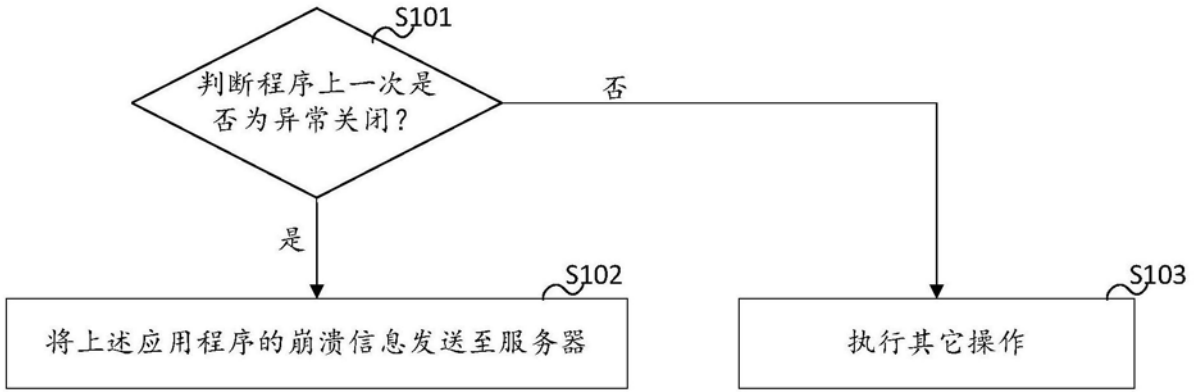 S101
判断程序上一次是
否为异常关闭?
否
是
S102
将上述应用程序的崩溃信息发送至服务器
S103
执行其它操作